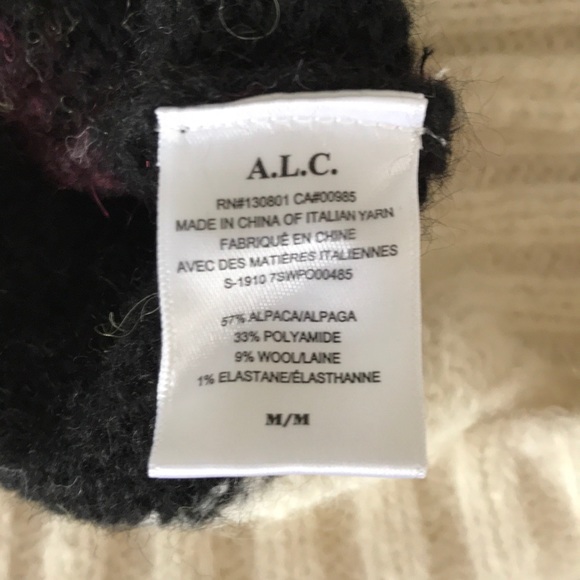 A.L.C.
RN#130801 CA#00985
MADE IN CHINA OF ITALIAN YARN
FABRIQUÉ EN CHINE
AVEC DES MATIÈRES ITALIENNES
S-1910 7SWPO00485
57% ALPACA/ALPAGA
33% POLYAMIDE
9% WOOL/LAINE
1% ELASTANE/ÉLASTHANNE
M/M